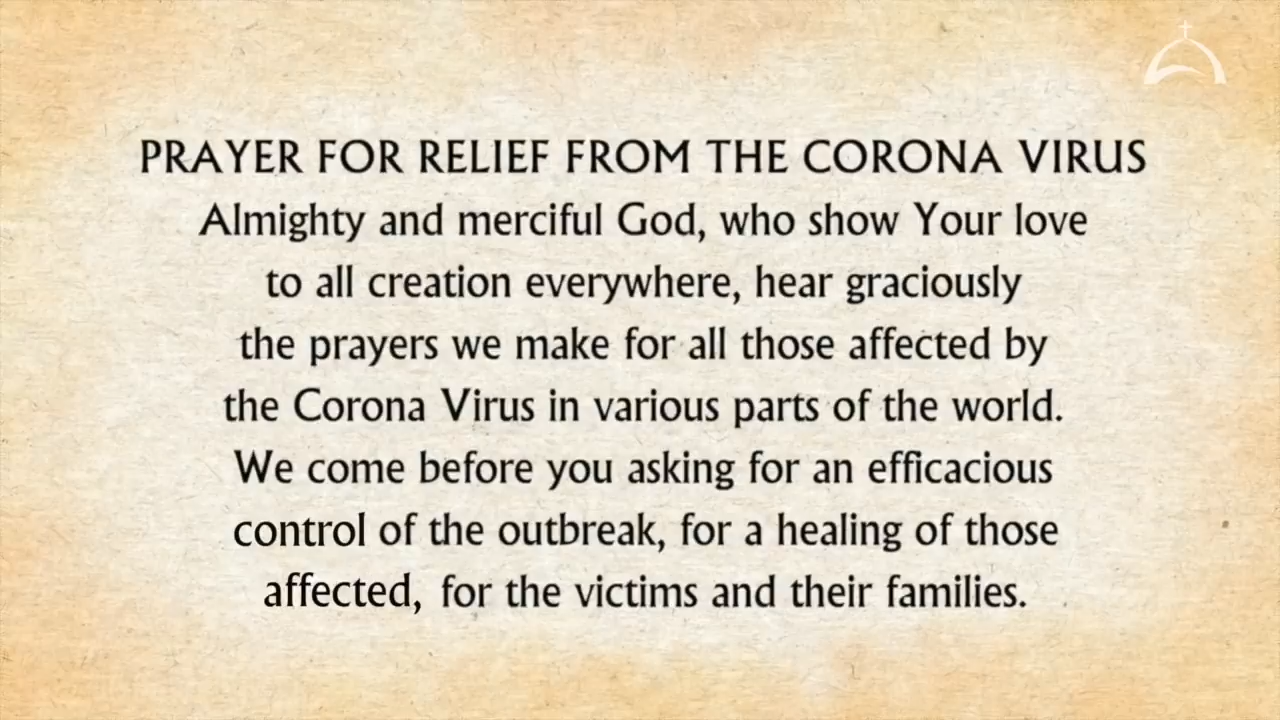 PRAYER FOR RELIEF FROM THE CORONA VIRUS
Almighty and merciful God, who show Your love
to all creation everywhere, hear graciously
the prayers we make for all those affected by
the Corona Virus in various parts of the world.
We come before you asking for an efficacious
control of the outbreak, for a healing of those
affected, for the victims and their families.